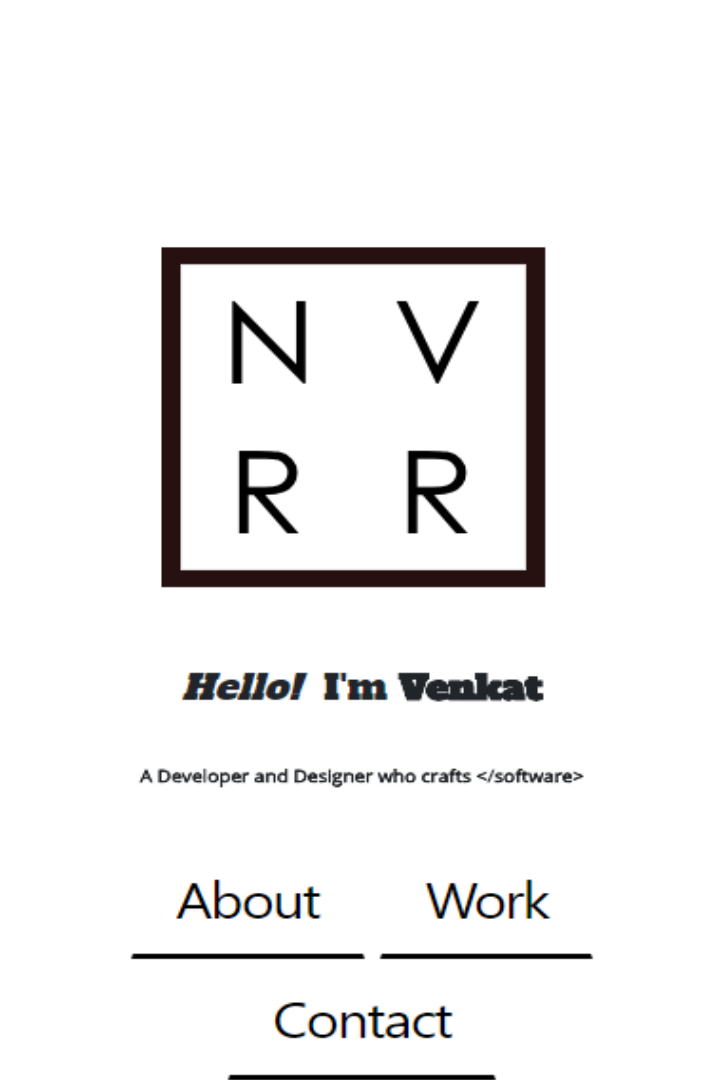 N V
R R
Hello! I'm Venkat
A Developer and Designer who crafts </software>
About Work
Contact